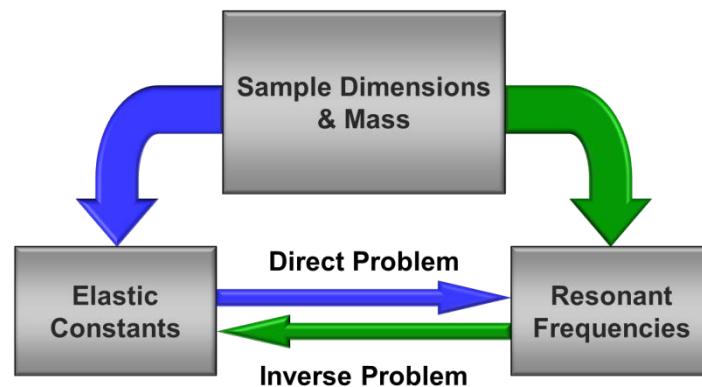 Sample Dimensions
& Mass
Direct Problem
Elastic
Constants
Resonant
Frequencies
Inverse Problem